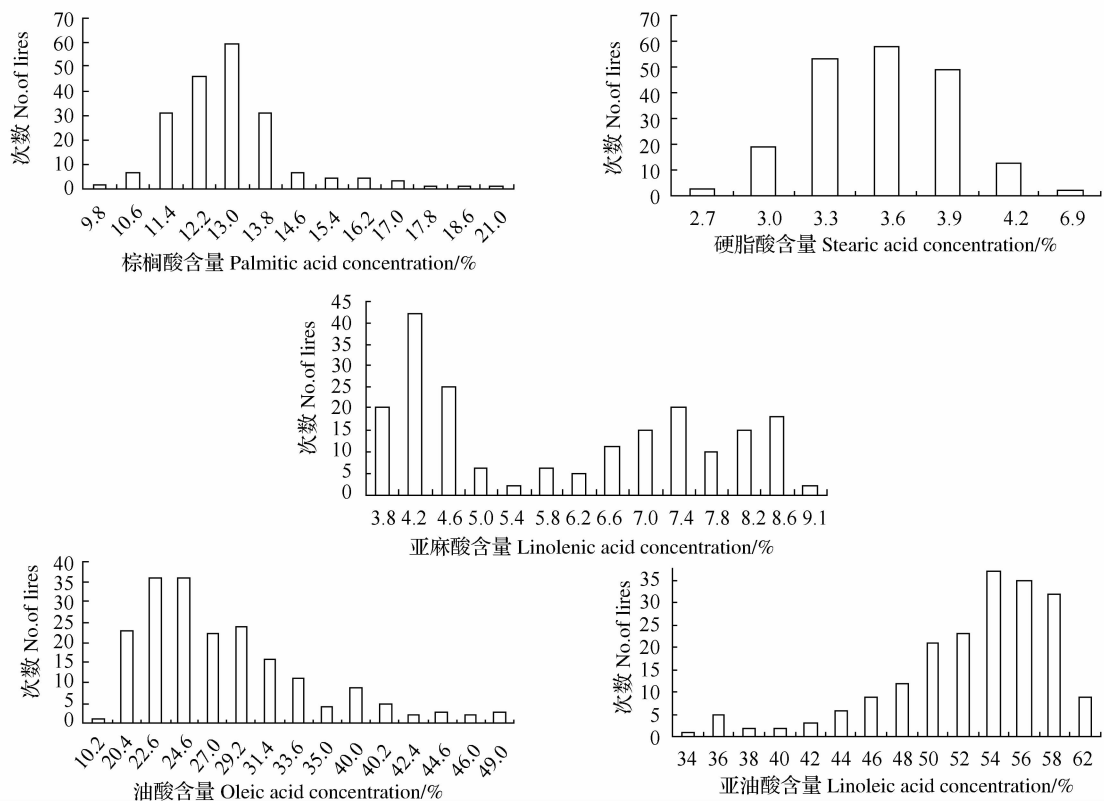 70
60
50
40
30
20
10
0
次数 No.of lires
9.8 10.6 11.4 12.2 13.0 13.8 14.6 15.4 16.2 17.0 17.8 18.6 21.0
棕榈酸含量 Palmitic acid concentration/%
70
60
50
40
30
20
10
0
次数 No.of lires
2.7 3.0 3.3 3.6 3.9 4.2 6.9
硬脂酸含量 Stearic acid concentration/%
45
40
35
30
25
20
15
10
5
0
次数 No.of lires
3.8 4.2 4.6 5.0 5.4 5.8 6.2 6.6 7.0 7.4 7.8 8.2 8.6 9.1
亚麻酸含量 Linolenic acid concentration/%
40
35
30
25
20
15
10
5
0
次数 No.of lires
10.2 20.4 22.6 24.6 27.0 29.2 31.4 33.6 35.0 40.0 40.2 42.4 44.6 46.0 49.0
油酸含量 Oleic acid concentration/%
35
30
25
20
15
10
5
0
次数 No.of lires
34 36 38 40 42 44 46 48 50 52 54 56 58 62
亚油酸含量 Linoleic acid concentration/%